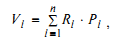 V_l = \sum_{l=1}^{n} R_l \cdot P_l ,